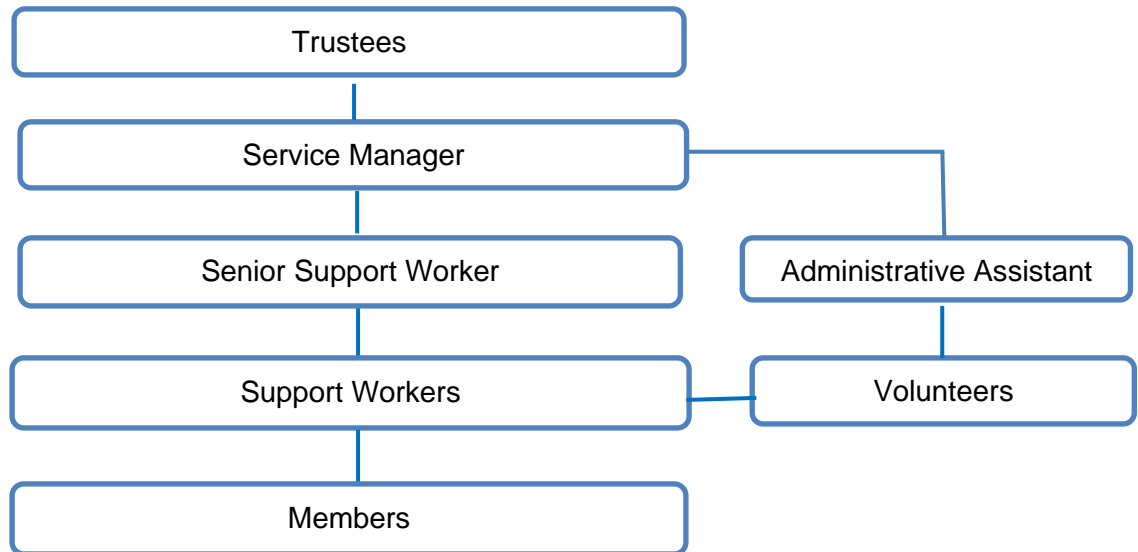 Trustees
Service Manager
Senior Support Worker
Administrative Assistant
Support Workers
Volunteers
Members